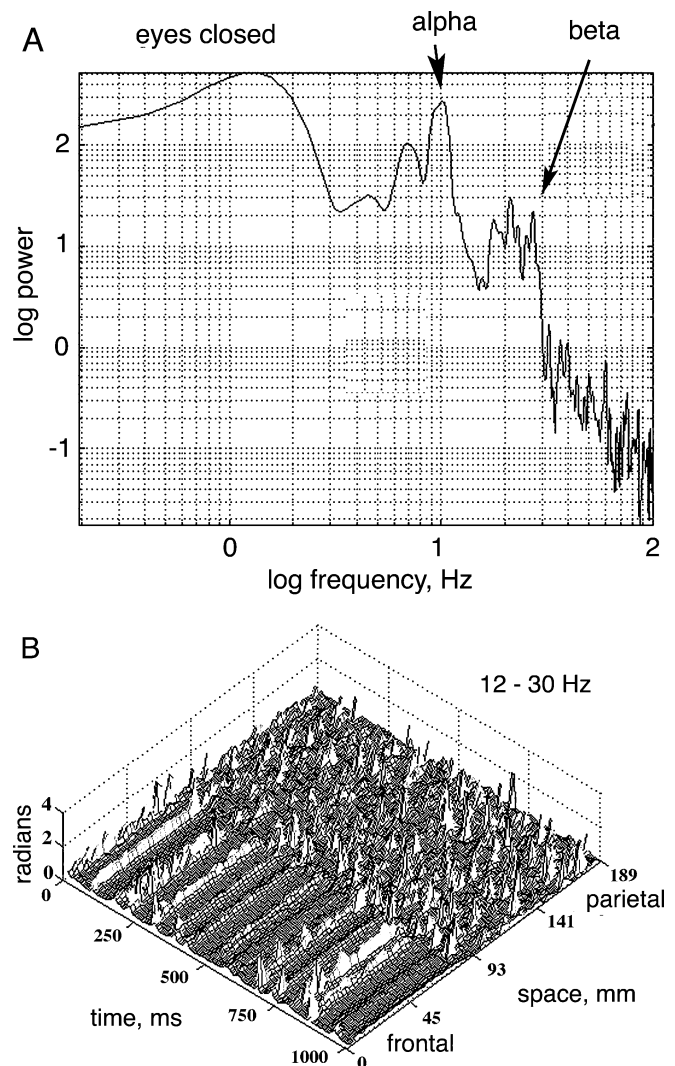 A
eyes closed
alpha
beta
log power
2
1
0
-1
0
1
2
log frequency, Hz
B
12 - 30 Hz
radians
4
2
0
0
250
500
750
1000
time, ms
0
45
93
141
189
frontal
parietal
space, mm